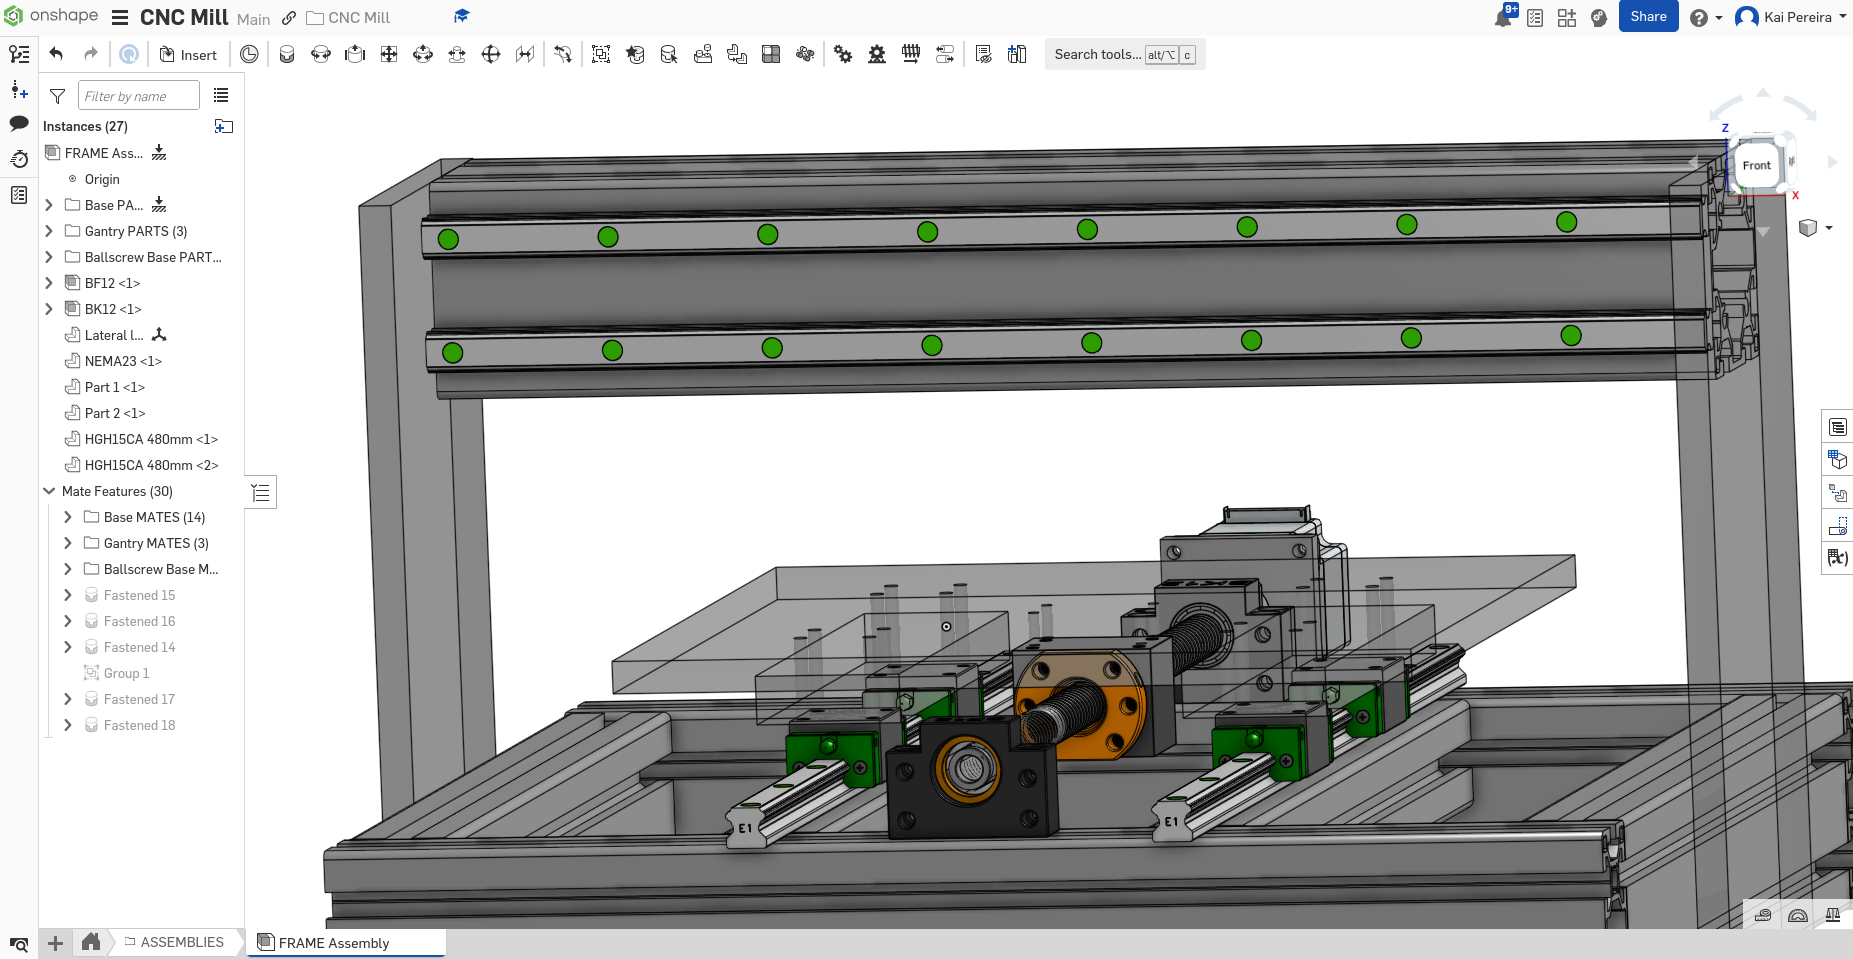 onshape
CNC Mill Main CNC Mill
9+
Share
Kai Pereira
Insert
Search tools... alt/⌥ c
Filter by name
Instances (27)
FRAME Ass...
Origin
Base PA...
Gantry PARTS (3)
Ballscrew Base PART...
BF12 <1>
BK12 <1>
Lateral l...
NEMA23 <1>
Part 1 <1>
Part 2 <1>
HGH15CA 480mm <1>
HGH15CA 480mm <2>
Mate Features (30)
Base MATES (14)
Gantry MATES (3)
Ballscrew Base M...
Fastened 15
Fastened 16
Fastened 14
Group 1
Fastened 17
Fastened 18
Z
Front
X
(x)
BK12
E1
E1
ASSEMBLIES
FRAME Assembly